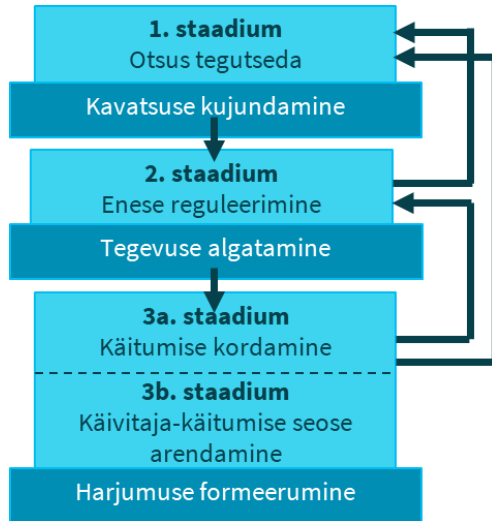 1. staadium
Otsus tegutseda
Kavatsuse kujundamine
2. staadium
Enese reguleerimine
Tegevuse algatamine
3a. staadium
Käitumise kordamine
3b. staadium
Käivitaja-käitumise seose
arendamine
Harjumuse formeerumine